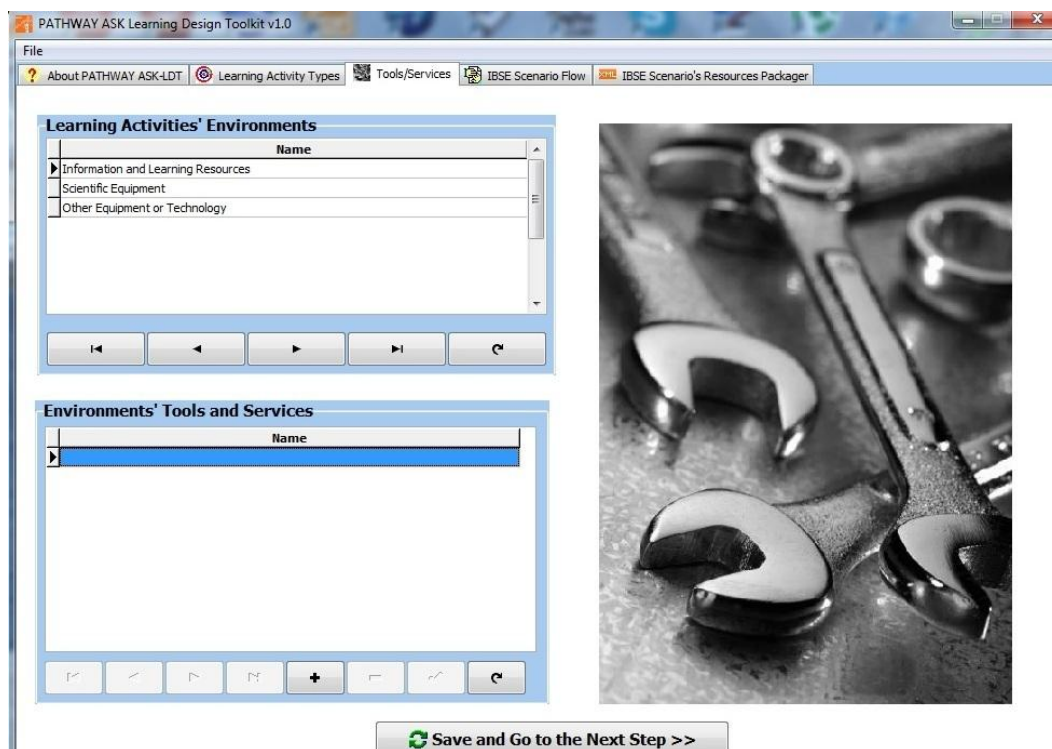 PATHWAY ASK Learning Design Toolkit v1.0
File
About PATHWAY ASK-LDT
Learning Activity Types
Tools/Services
IBSE Scenario Flow
IBSE Scenario's Resources Packager
Learning Activities' Environments
Name
Information and Learning Resources
Scientific Equipment
Other Equipment or Technology
Environments' Tools and Services
Name
Save and Go to the Next Step >>